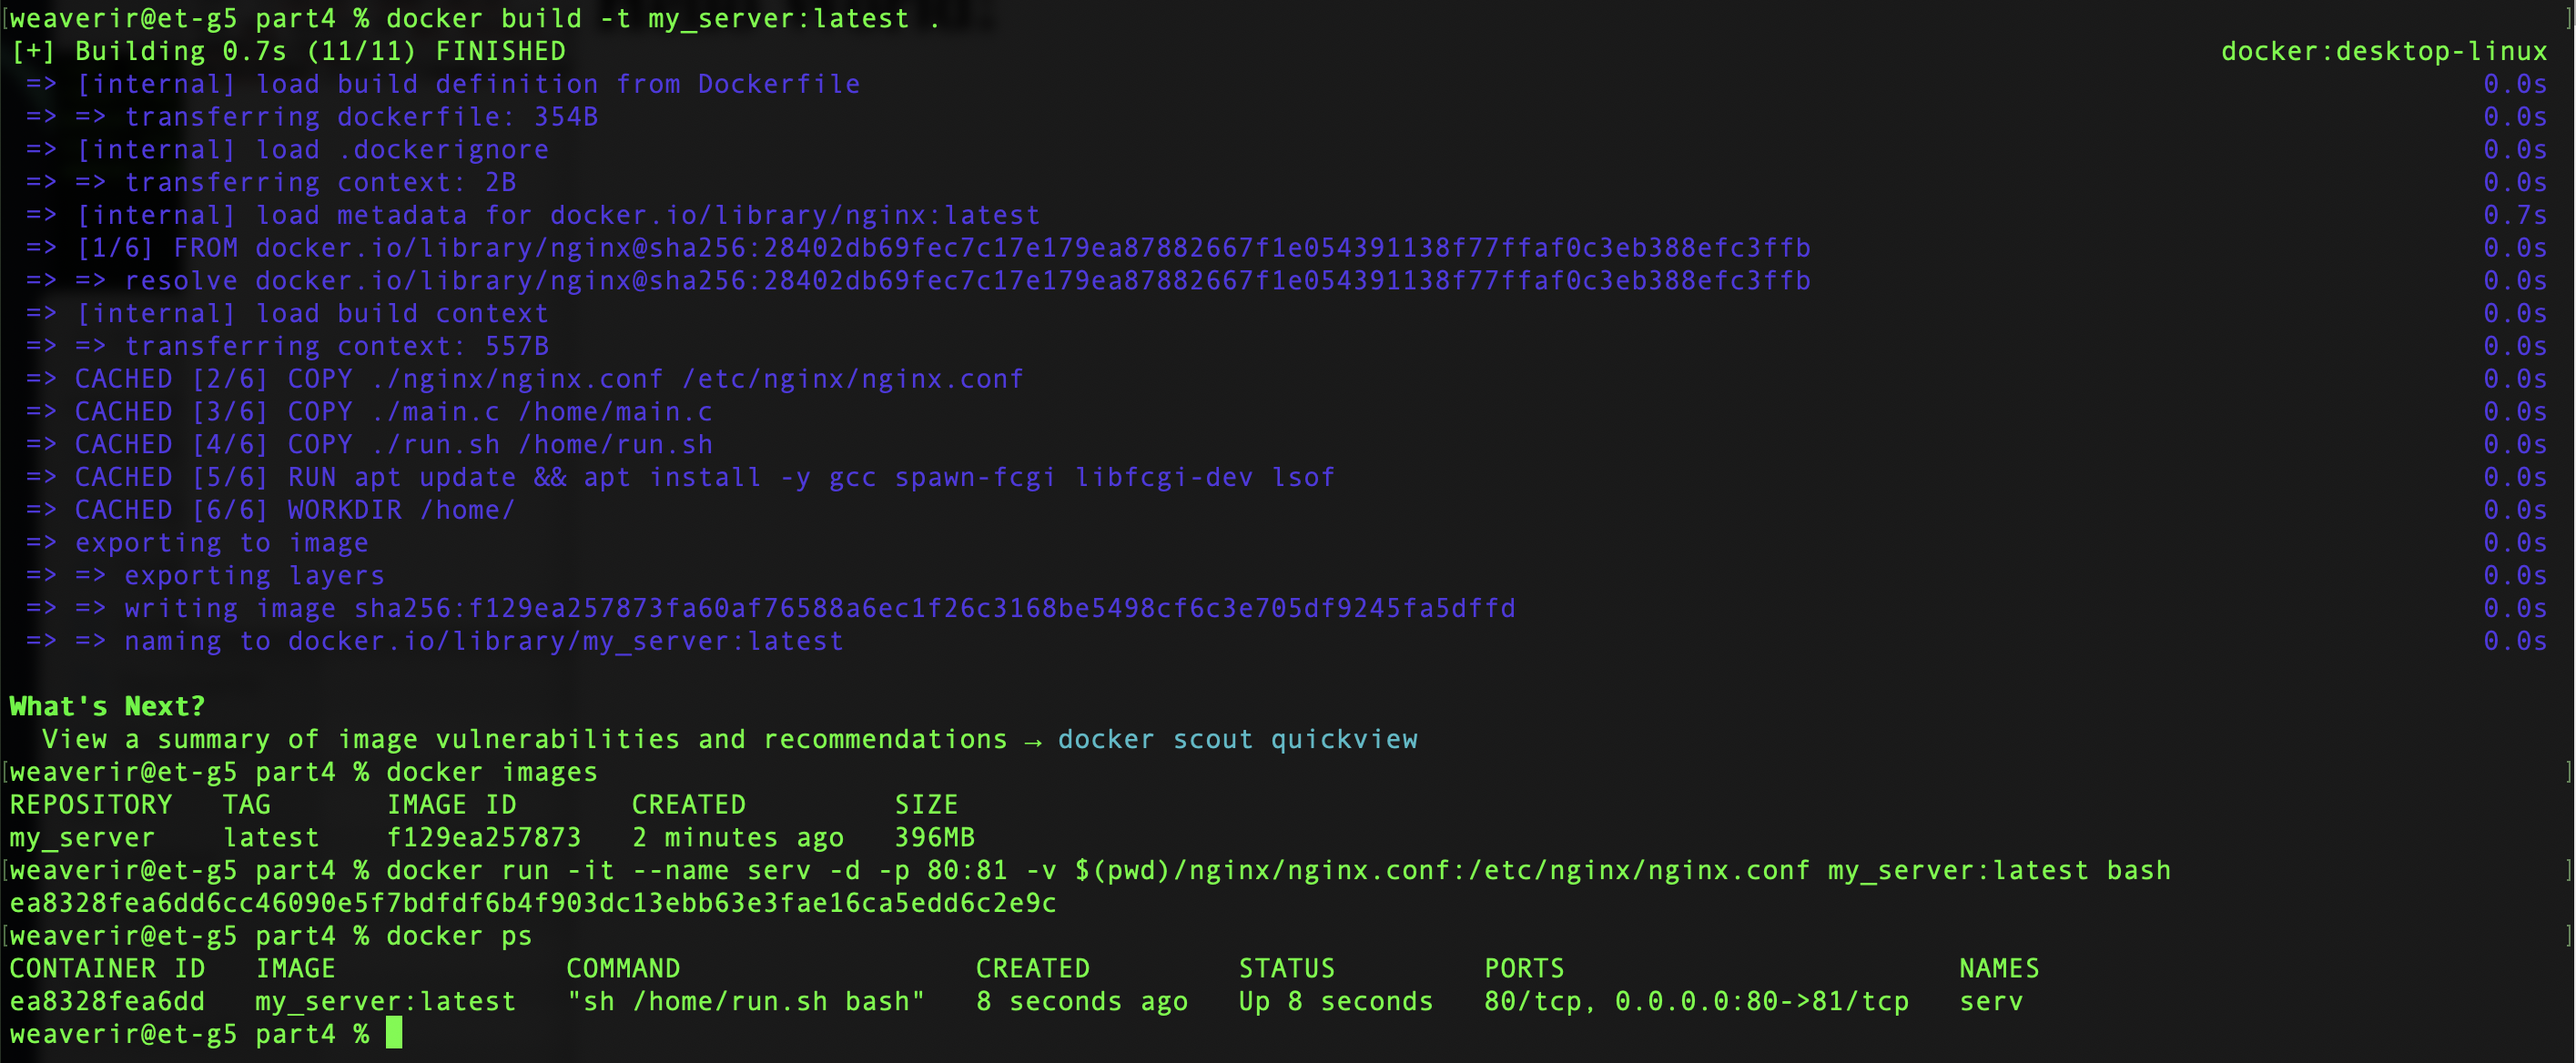 [weaverir@et-g5 part4 % docker build -t my_server:latest . ]
[+] Building 0.7s (11/11) FINISHED docker:desktop-linux
=> [internal] load build definition from Dockerfile 0.0s
=> => transferring dockerfile: 354B 0.0s
=> [internal] load .dockerignore 0.0s
=> => transferring context: 2B 0.0s
=> [internal] load metadata for docker.io/library/nginx:latest 0.7s
=> [1/6] FROM docker.io/library/nginx@sha256:28402db69fec7c17e179ea87882667f1e054391138f77ffaf0c3eb388efc3ffb 0.0s
=> => resolve docker.io/library/nginx@sha256:28402db69fec7c17e179ea87882667f1e054391138f77ffaf0c3eb388efc3ffb 0.0s
=> [internal] load build context 0.0s
=> => transferring context: 557B 0.0s
=> CACHED [2/6] COPY ./nginx/nginx.conf /etc/nginx/nginx.conf 0.0s
=> CACHED [3/6] COPY ./main.c /home/main.c 0.0s
=> CACHED [4/6] COPY ./run.sh /home/run.sh 0.0s
=> CACHED [5/6] RUN apt update && apt install -y gcc spawn-fcgi libfcgi-dev lsof 0.0s
=> CACHED [6/6] WORKDIR /home/ 0.0s
=> exporting to image 0.0s
=> => exporting layers 0.0s
=> => writing image sha256:f129ea257873fa60af76588a6ec1f26c3168be5498cf6c3e705df9245fa5dffd 0.0s
=> => naming to docker.io/library/my_server:latest 0.0s
What's Next?
View a summary of image vulnerabilities and recommendations → docker scout quickview
[weaverir@et-g5 part4 % docker images ]
REPOSITORY TAG IMAGE ID CREATED SIZE
my_server latest f129ea257873 2 minutes ago 396MB
[weaverir@et-g5 part4 % docker run -it --name serv -d -p 80:81 -v $(pwd)/nginx/nginx.conf:/etc/nginx/nginx.conf my_server:latest bash ]
ea8328fea6dd6cc46090e5f7bdfdf6b4f903dc13ebb63e3fae16ca5edd6c2e9c
[weaverir@et-g5 part4 % docker ps ]
CONTAINER ID IMAGE COMMAND CREATED STATUS PORTS NAMES
ea8328fea6dd my_server:latest "sh /home/run.sh bash" 8 seconds ago Up 8 seconds 80/tcp, 0.0.0.0:80->81/tcp serv
weaverir@et-g5 part4 %